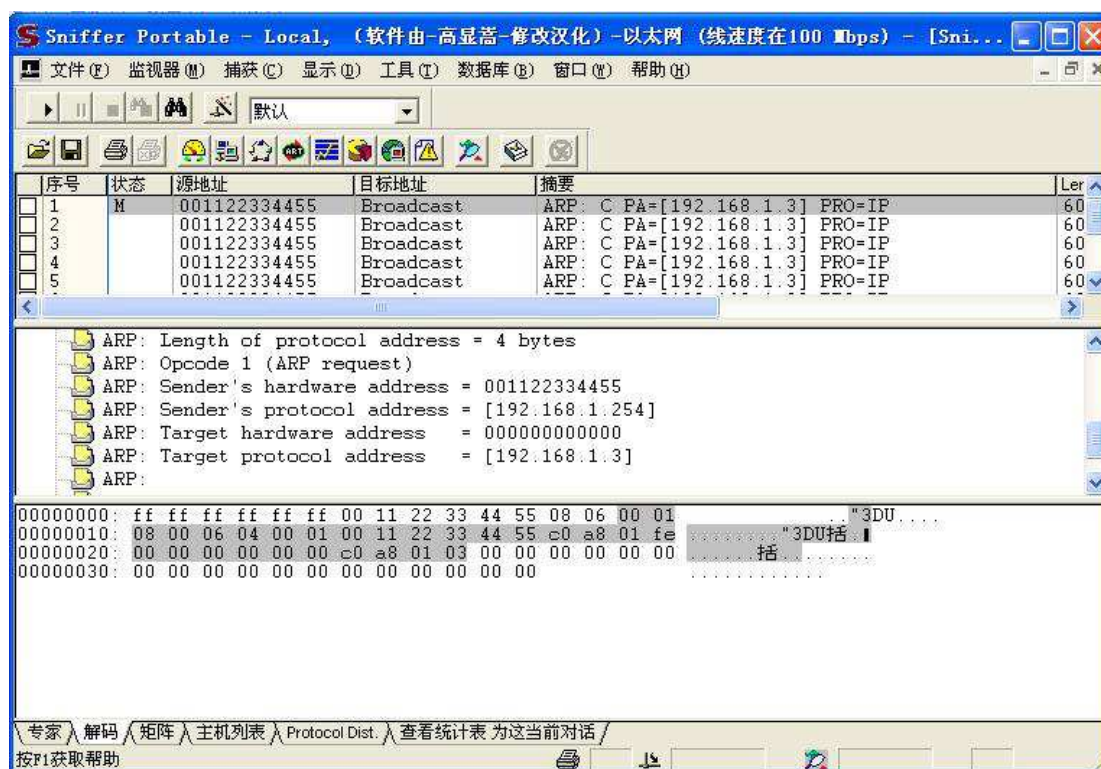 Sniffer Portable - Local, (软件由-高显嵩-修改汉化)-以太网 (线速度在100 Mbps) - [Sni...
文件(F) 监视器(M) 捕获(C) 显示(D) 工具(T) 数据库(B) 窗口(W) 帮助(H)
默认
序号 状态 源地址 目标地址 摘要 Ler
1 M 001122334455 Broadcast ARP: C PA=[192.168.1.3] PRO=IP 60
2 001122334455 Broadcast ARP: C PA=[192.168.1.3] PRO=IP 60
3 001122334455 Broadcast ARP: C PA=[192.168.1.3] PRO=IP 60
4 001122334455 Broadcast ARP: C PA=[192.168.1.3] PRO=IP 60
5 001122334455 Broadcast ARP: C PA=[192.168.1.3] PRO=IP 60
ARP: Length of protocol address = 4 bytes
ARP: Opcode 1 (ARP request)
ARP: Sender's hardware address = 001122334455
ARP: Sender's protocol address = [192.168.1.254]
ARP: Target hardware address = 000000000000
ARP: Target protocol address = [192.168.1.3]
ARP:
00000000: ff ff ff ff ff ff 00 11 22 33 44 55 08 06 00 01 .."3DU....
00000010: 08 00 06 04 00 01 00 11 22 33 44 55 c0 a8 01 fe ........"3DU括.
00000020: 00 00 00 00 00 00 c0 a8 01 03 00 00 00 00 00 00 ......括........
00000030: 00 00 00 00 00 00 00 00 00 00 00 00 ............
专家 解码 矩阵 主机列表 Protocol Dist. 查看统计表 为这当前对话
按F1获取帮助